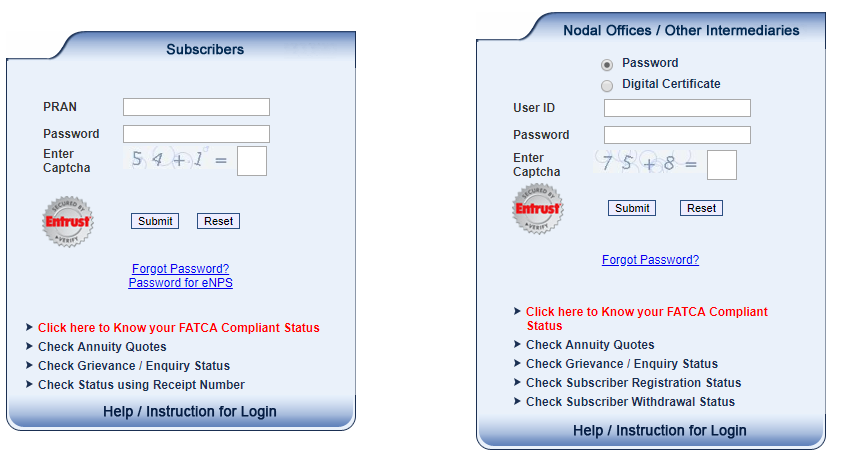 Subscribers
PRAN
Password
Enter
Captcha
54+1=
SECURED BY
Entrust
VERIFY
Submit
Reset
Forgot Password?
Password for eNPS
Click here to Know your FATCA Compliant Status
Check Annuity Quotes
Check Grievance / Enquiry Status
Check Status using Receipt Number
Help / Instruction for Login
Nodal Offices / Other Intermediaries
Password
Digital Certificate
User ID
Password
Enter
Captcha
75+8=
SECURED BY
Entrust
VERIFY
Submit
Reset
Forgot Password?
Click here to Know your FATCA Compliant
Status
Check Annuity Quotes
Check Grievance / Enquiry Status
Check Subscriber Registration Status
Check Subscriber Withdrawal Status
Help / Instruction for Login